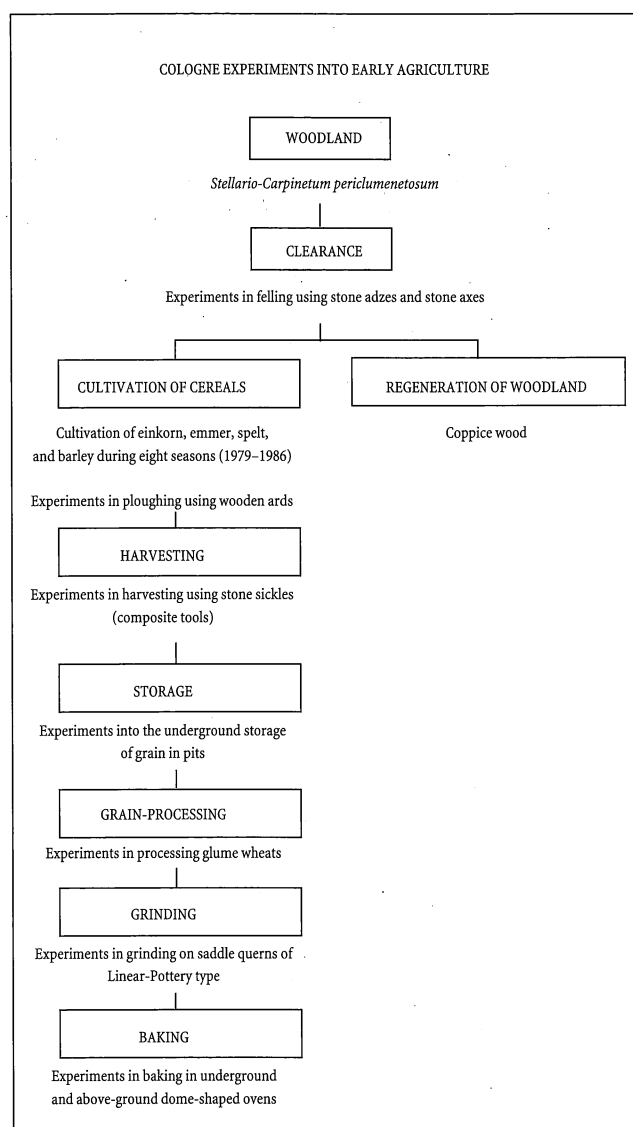 COLOGNE EXPERIMENTS INTO EARLY AGRICULTURE
WOODLAND
Stellario-Carpinetum periclumenetosum
CLEARANCE
Experiments in felling using stone adzes and stone axes
CULTIVATION OF CEREALS
Cultivation of einkorn, emmer, spelt,
and barley during eight seasons (1979–1986)
Experiments in ploughing using wooden ards
REGENERATION OF WOODLAND
Coppice wood
HARVESTING
Experiments in harvesting using stone sickles
(composite tools)
STORAGE
Experiments into the underground storage
of grain in pits
GRAIN-PROCESSING
Experiments in processing glume wheats
GRINDING
Experiments in grinding on saddle querns of
Linear-Pottery type
BAKING
Experiments in baking in underground
and above-ground dome-shaped ovens